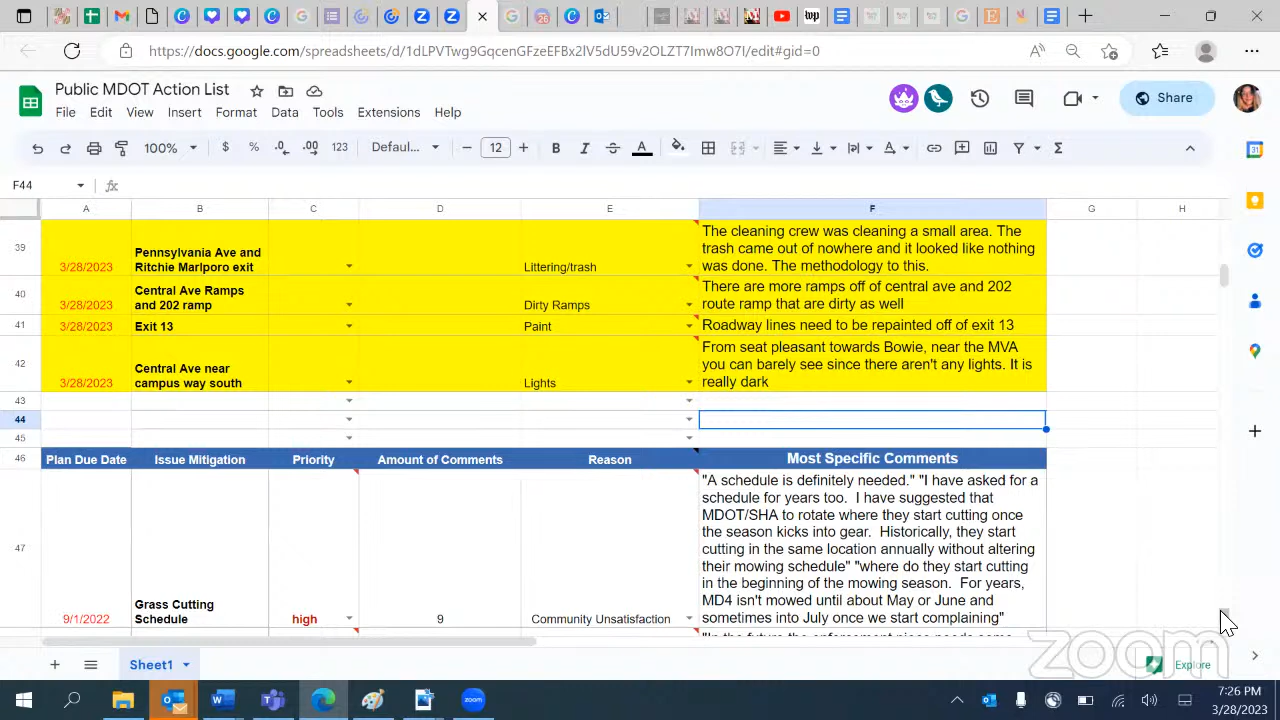 https://docs.google.com/spreadsheets/d/1dLPVTwg9GqcenGFzeEFBx2lV5dU59v2OLZT7Imw8O7I/edit#gid=0
Public MDOT Action List
File Edit View Insert Format Data Tools Extensions Help
Share
100% $ % .0 .00 123 Defaul... 12 B I S A
F44 fx
A B C D E F G H
39 3/28/2023 Pennsylvania Ave and Ritchie Marlporo exit Littering/trash
The cleaning crew was cleaning a small area. The
trash came out of nowhere and it looked like nothing
was done. The methodology to this.
40 3/28/2023 Central Ave Ramps and 202 ramp Dirty Ramps
There are more ramps off of central ave and 202
route ramp that are dirty as well
41 3/28/2023 Exit 13 Paint Roadway lines need to be repainted off of exit 13
42 3/28/2023 Central Ave near campus way south Lights
From seat pleasant towards Bowie, near the MVA
you can barely see since there aren't any lights. It is
really dark
43
44
45
46 Plan Due Date Issue Mitigation Priority Amount of Comments Reason Most Specific Comments
47 9/1/2022 Grass Cutting Schedule high 9 Community Unsatisfaction
"A schedule is definitely needed." "I have asked for a
schedule for years too. I have suggested that
MDOT/SHA to rotate where they start cutting once
the season kicks into gear. Historically, they start
cutting in the same location annually without altering
their mowing schedule" "where do they start cutting
in the beginning of the mowing season. For years,
MD4 isn't mowed until about May or June and
sometimes into July once we start complaining"
"In the future the enforcement piece needs some
Sheet1
Explore
zoom
zoom
7:26 PM
3/28/2023